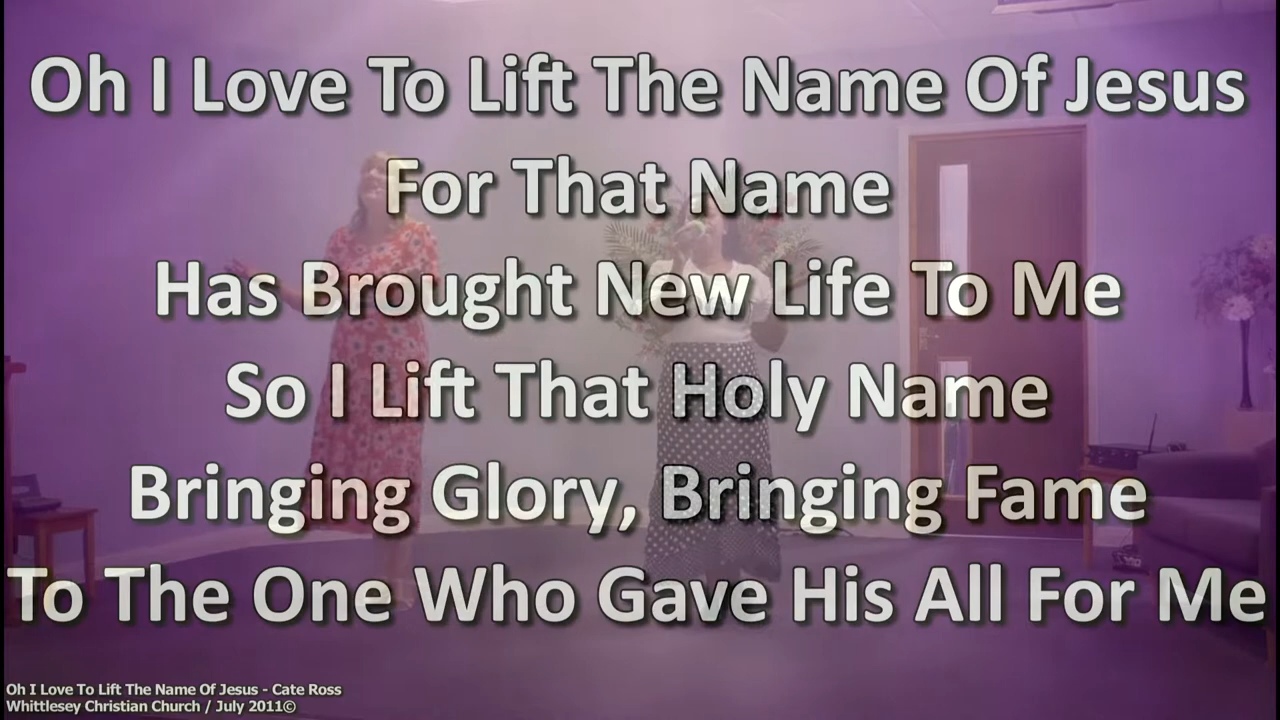 Oh I Love To Lift The Name Of Jesus
For That Name
Has Brought New Life To Me
So I Lift That Holy Name
Bringing Glory, Bringing Fame
To The One Who Gave His All For Me
Oh I Love To Lift The Name Of Jesus - Cate Ross
Whittlesey Christian Church / July 2011©